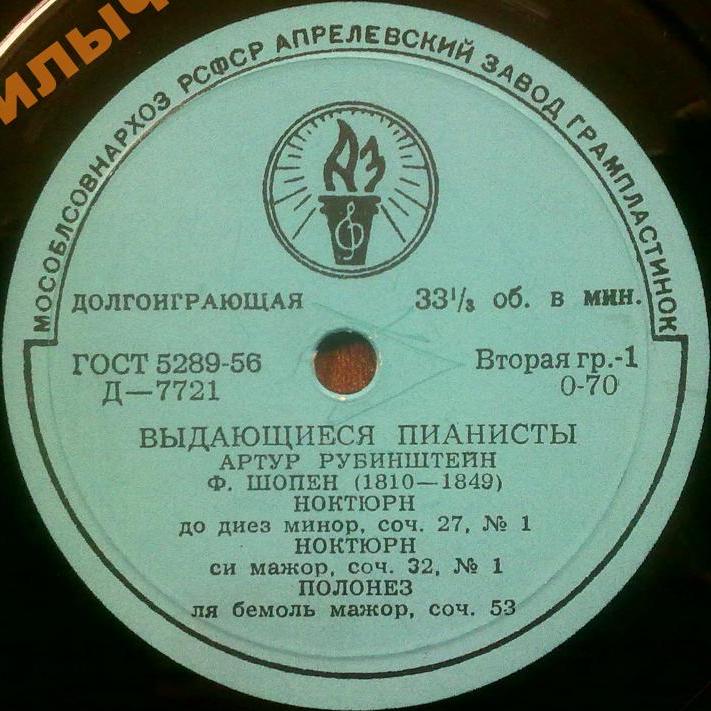 илыч
МОСОБЛСОВНАРХОЗ РСФСР АПРЕЛЕВСКИЙ ЗАВОД ГРАМПЛАСТИНОК
АЗ
ДОЛГОИГРАЮЩАЯ 33 1/3 об. в мин.
ГОСТ 5289-56 Вторая гр.-1
Д—7721 0-70
ВЫДАЮЩИЕСЯ ПИАНИСТЫ
АРТУР РУБИНШТЕЙН
Ф. ШОПЕН (1810—1849)
НОКТЮРН
до диез минор, соч. 27, № 1
НОКТЮРН
си мажор, соч. 32, № 1
ПОЛОНЕЗ
ля бемоль мажор, соч. 53